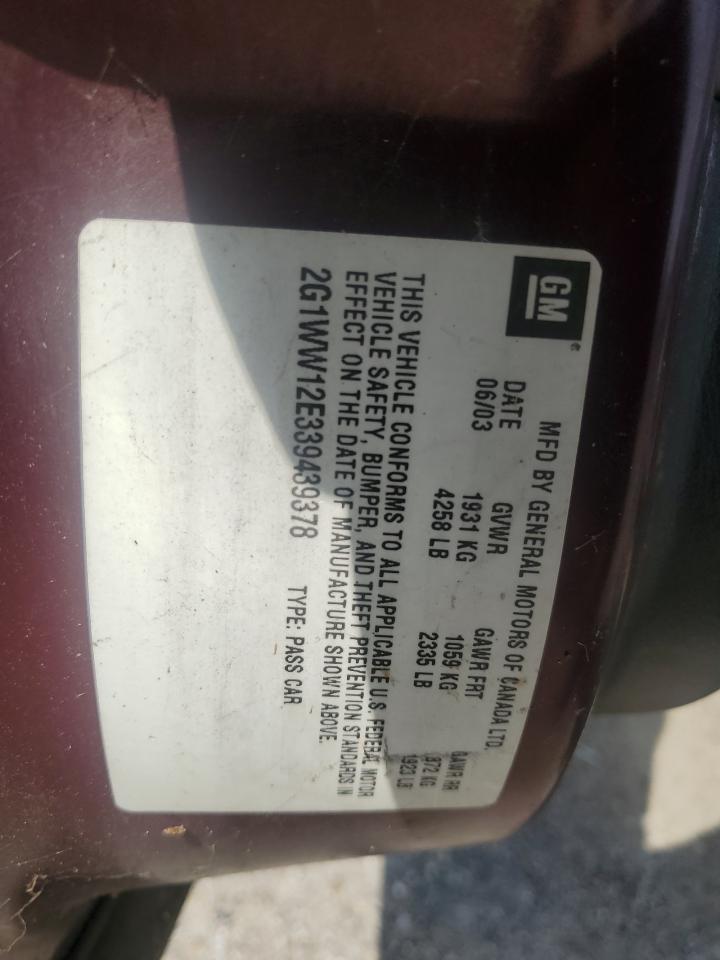 GM
MFD BY GENERAL MOTORS OF CANADA LTD.
DATE GVWR GAWR FRT GAWR RR
06/03 1931 KG 1059 KG 872 KG
4258 LB 2335 LB 1923 LB
THIS VEHICLE CONFORMS TO ALL APPLICABLE U.S. FEDERAL MOTOR
VEHICLE SAFETY, BUMPER, AND THEFT PREVENTION STANDARDS IN
EFFECT ON THE DATE OF MANUFACTURE SHOWN ABOVE.
2G1WW12E339439378 TYPE: PASS CAR